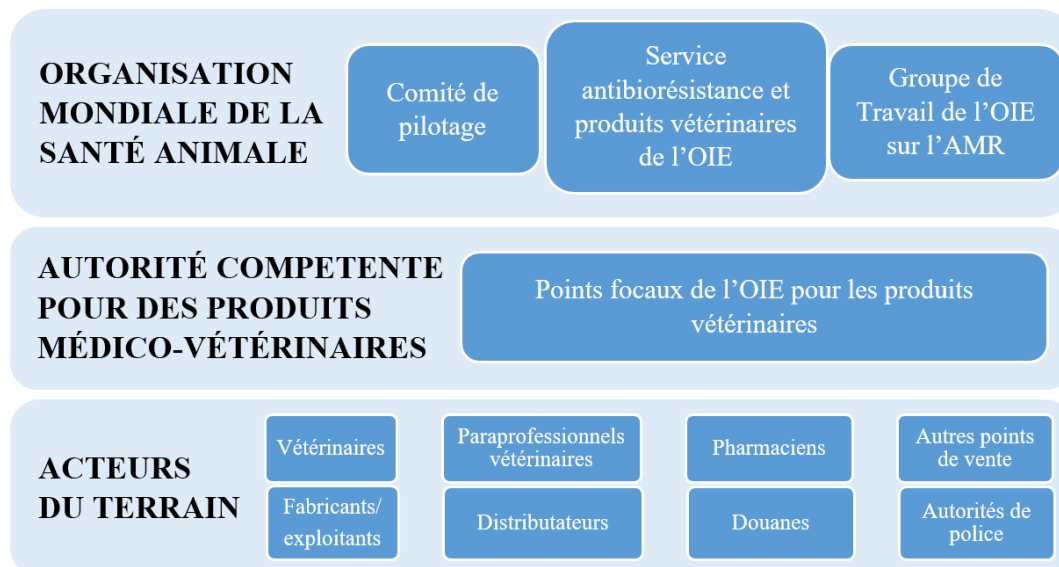 ORGANISATION
MONDIALE DE LA
SANTÉ ANIMALE
Comité de
pilotage
Service
antibiorésistance et
produits vétérinaires
de l'OIE
Groupe de
Travail de l'OIE
sur l'AMR
AUTORITÉ COMPETENTE
POUR DES PRODUITS
MÉDICO-VÉTÉRINAIRES
Points focaux de l'OIE pour les produits
vétérinaires
ACTEURS
DU TERRAIN
Vétérinaires
Paraprofessionnels
vétérinaires
Pharmaciens
Autres points
de vente
Fabricants/
exploitants
Distributeurs
Douanes
Autorités de
police